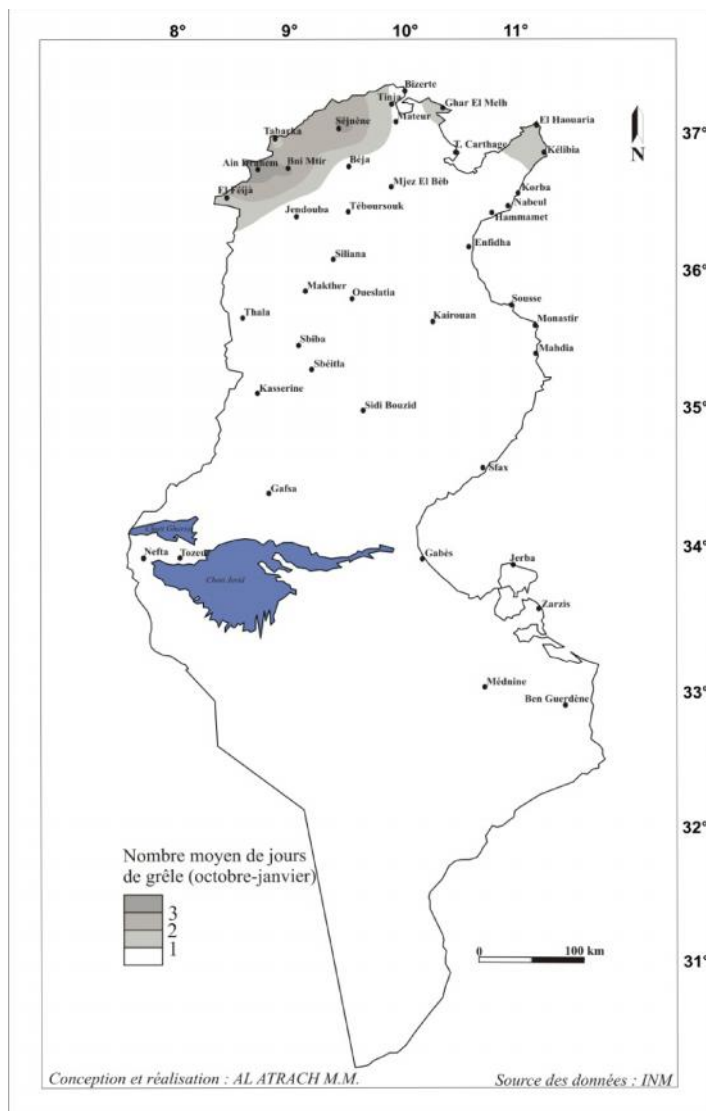 8° 9° 10° 11°
Bizerte
Tinja
Ghar El Melh
Séjnène
Mateur
El Haouaria
N
37°
Tabarka
T. Carthage
Ain Drahem
Bni Mtir
Béja
Kélibia
Mjez El Bèb
El Féija
Korba
Nabeul
Jendouba
Téboursouk
Hammamet
Enfidha
Siliana
36°
Makther
Oueslatia
Sousse
Thala
Kairouan
Monastir
Sbiba
Mahdia
Sbéitla
Kasserine
Sidi Bouzid
35°
Sfax
Gafsa
Chott Gharsa
Nefta
Tozeur
Gabès
34°
Jerba
Chott Jerid
Zarzis
Médnine
33°
Ben Guerdène
32°
Nombre moyen de jours
de grêle (octobre-janvier)
3
2
1
0 100 km
31°
Conception et réalisation : AL ATRACH M.M. Source des données : INM